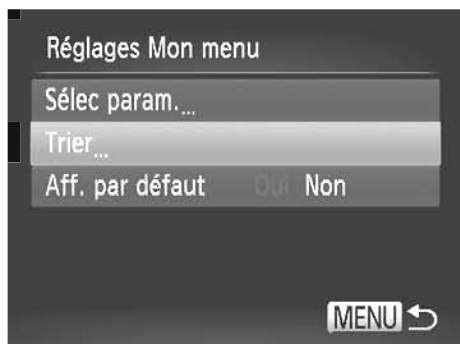 Réglages Mon menu
Sélec param....
Trier...
Aff. par défaut Oui Non
MENU